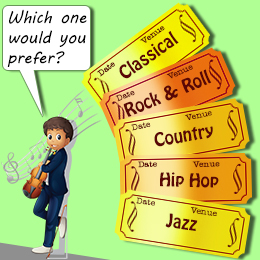 Which one
would you
prefer?
Date Venue
Classical
Date Venue
Rock & Roll
Date Venue
Country
Date Venue
Hip Hop
Date Venue
Jazz